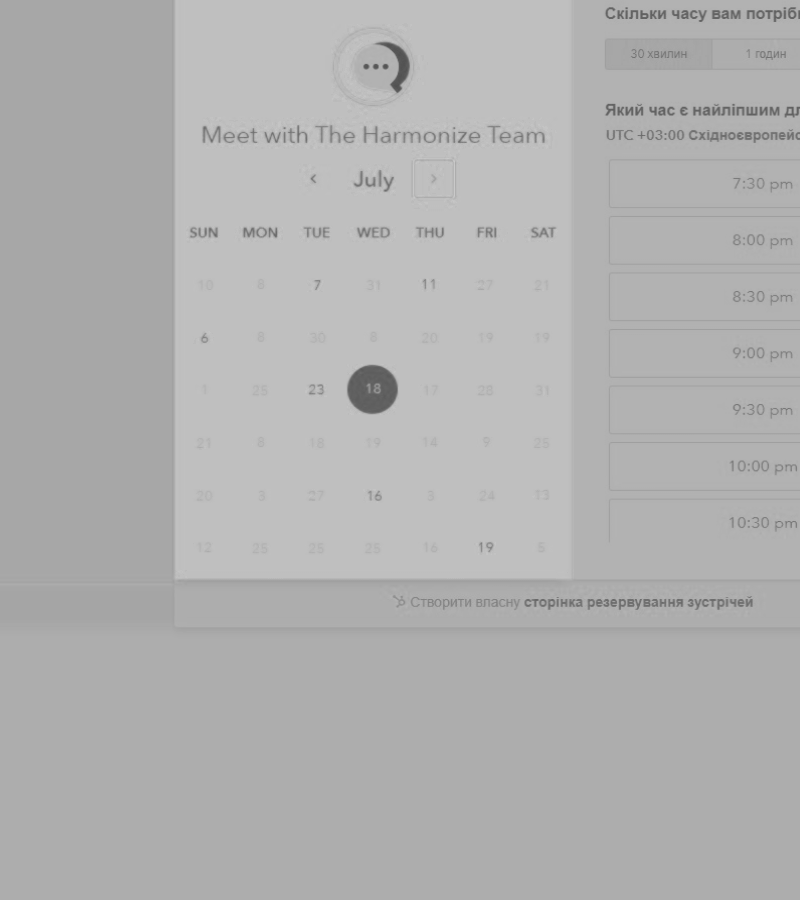 Meet with The Harmonize Team
July
SUN MON TUE WED THU FRI SAT
10 8 7 31 11 27 21
6 8 30 8 20 19 19
1 25 23 18 17 28 31
21 8 18 19 14 9 25
20 3 27 16 3 24 13
12 25 25 25 16 19 5
Скільки часу вам потріб
30 хвилин 1 годин
Який час є найліпшим дл
UTC +03:00 Східноєвропейс
7:30 pm
8:00 pm
8:30 pm
9:00 pm
9:30 pm
10:00 pm
10:30 pm
Створити власну сторінка резервування зустрічей